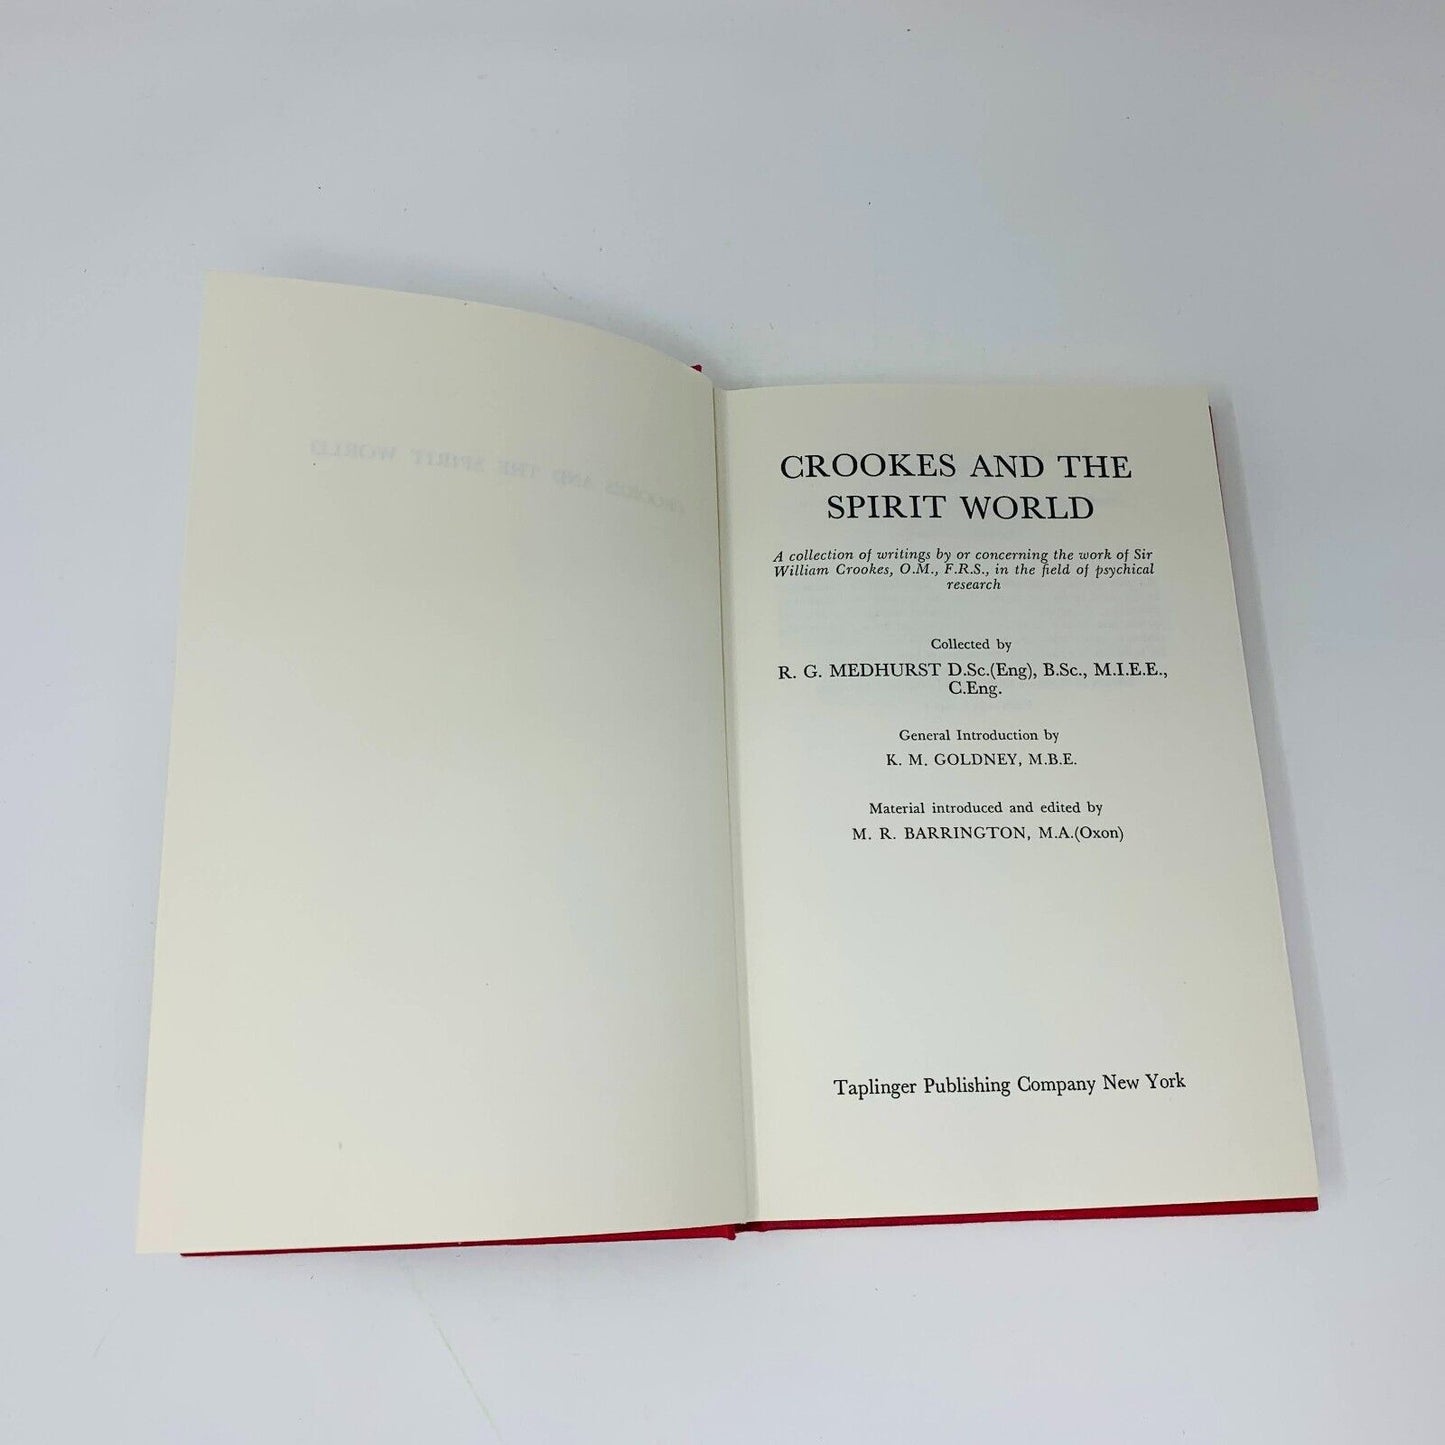 CROOKES AND THE
SPIRIT WORLD
A collection of writings by or concerning the work of Sir
William Crookes, O.M., F.R.S., in the field of psychical
research
Collected by
R. G. MEDHURST D.Sc.(Eng), B.Sc., M.I.E.E.,
C.Eng.
General Introduction by
K. M. GOLDNEY, M.B.E.
Material introduced and edited by
M. R. BARRINGTON, M.A.(Oxon)
Taplinger Publishing Company New York